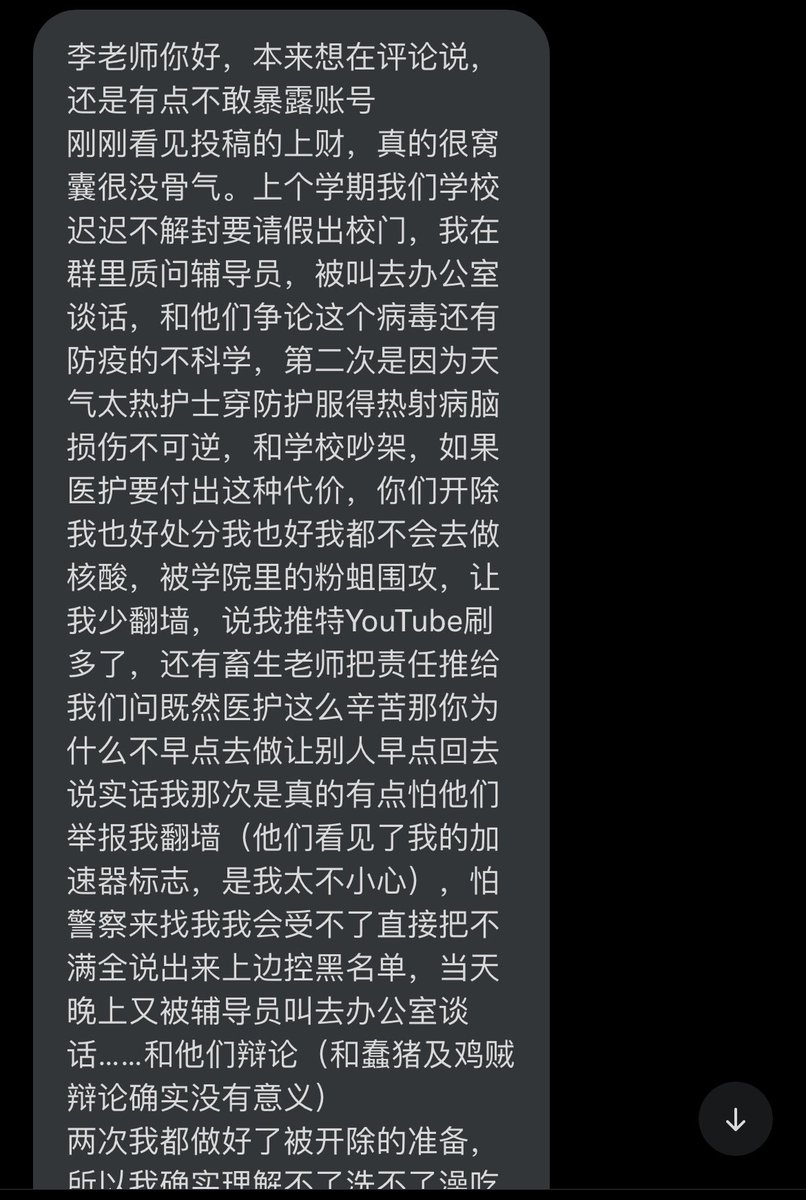 李老师你好，本来想在评论说，
还是有点不敢暴露账号
刚刚看见投稿的上财，真的很窝
囊很没骨气。上个学期我们学校
迟迟不解封要请假出校门，我在
群里质问辅导员，被叫去办公室
谈话，和他们争论这个病毒还有
防疫的不科学，第二次是因为天
气太热护士穿防护服得热射病脑
损伤不可逆，和学校吵架，如果
医护要付出这种代价，你们开除
我也好处分我也好我都不会去做
核酸，被学院里的粉蛆围攻，让
我少翻墙，说我推特YouTube刷
多了，还有畜生老师把责任推给
我们问既然医护这么辛苦那你为
什么不早点去做让别人早点回去
说实话我那次是真的有点怕他们
举报我翻墙（他们看见了我的加
速器标志，是我太不小心），怕
警察来找我我会受不了直接把不
满全说出来上边控黑名单，当天
晚上又被辅导员叫去办公室谈
话……和他们辩论（和蠢猪及鸡贼
辩论确实没有意义）
两次我都做好了被开除的准备，
所以我确实理解不了洗不了澡吃